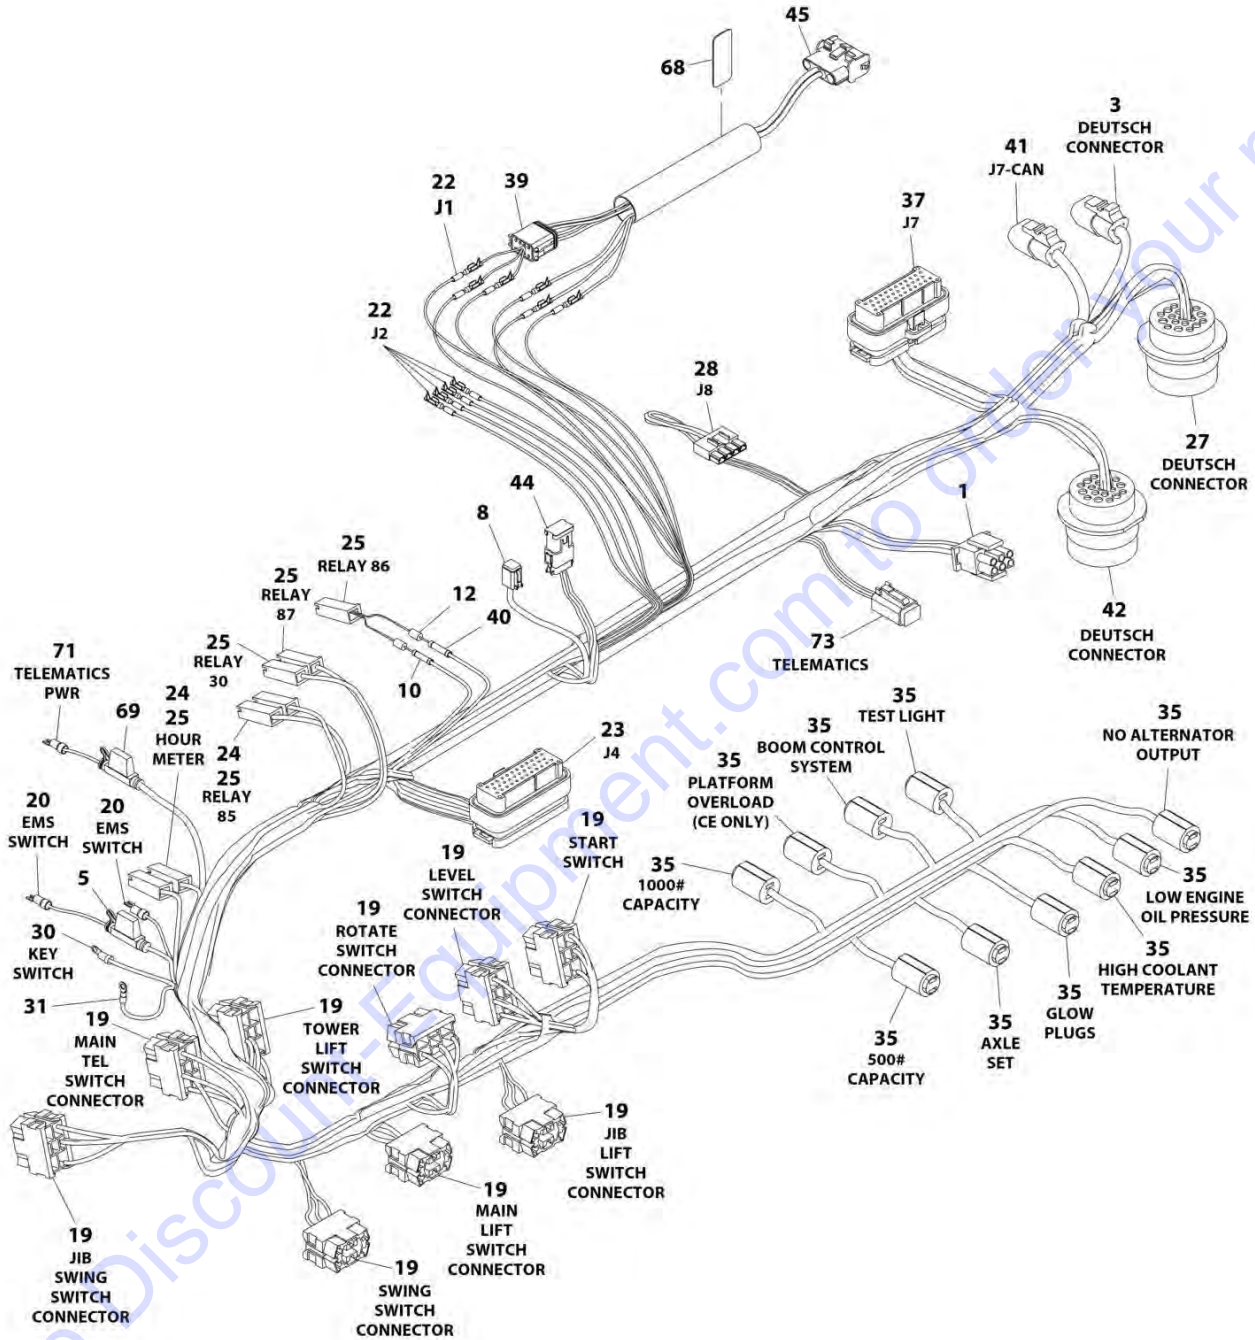 45
68
3
DEUTSCH
CONNECTOR
41
J7-CAN
22
J1
39
37
J7
22
J2
28
J8
27
DEUTSCH
CONNECTOR
44
8
1
25
RELAY 86
25
RELAY
87
12
40
42
DEUTSCH
CONNECTOR
73
TELEMATICS
25
RELAY
30
10
71
TELEMATICS
PWR
69
24
25
HOUR
METER
24
25
RELAY
85
23
J4
35
TEST LIGHT
35
NO ALTERNATOR
OUTPUT
35
BOOM CONTROL
SYSTEM
35
PLATFORM
OVERLOAD
(CE ONLY)
20
EMS
SWITCH
20
EMS
SWITCH
19
START
SWITCH
19
LEVEL
SWITCH
CONNECTOR
35
1000#
CAPACITY
5
19
ROTATE
SWITCH
CONNECTOR
35
LOW ENGINE
OIL PRESSURE
30
KEY
SWITCH
35
HIGH COOLANT
TEMPERATURE
31
35
GLOW
PLUGS
19
MAIN
TEL
SWITCH
CONNECTOR
19
TOWER
LIFT
SWITCH
CONNECTOR
35
AXLE
SET
35
500#
CAPACITY
19
JIB
LIFT
SWITCH
CONNECTOR
19
MAIN
LIFT
SWITCH
CONNECTOR
19
JIB
SWING
SWITCH
CONNECTOR
19
SWING
SWITCH
CONNECTOR
Discount-Equipment.com to order your